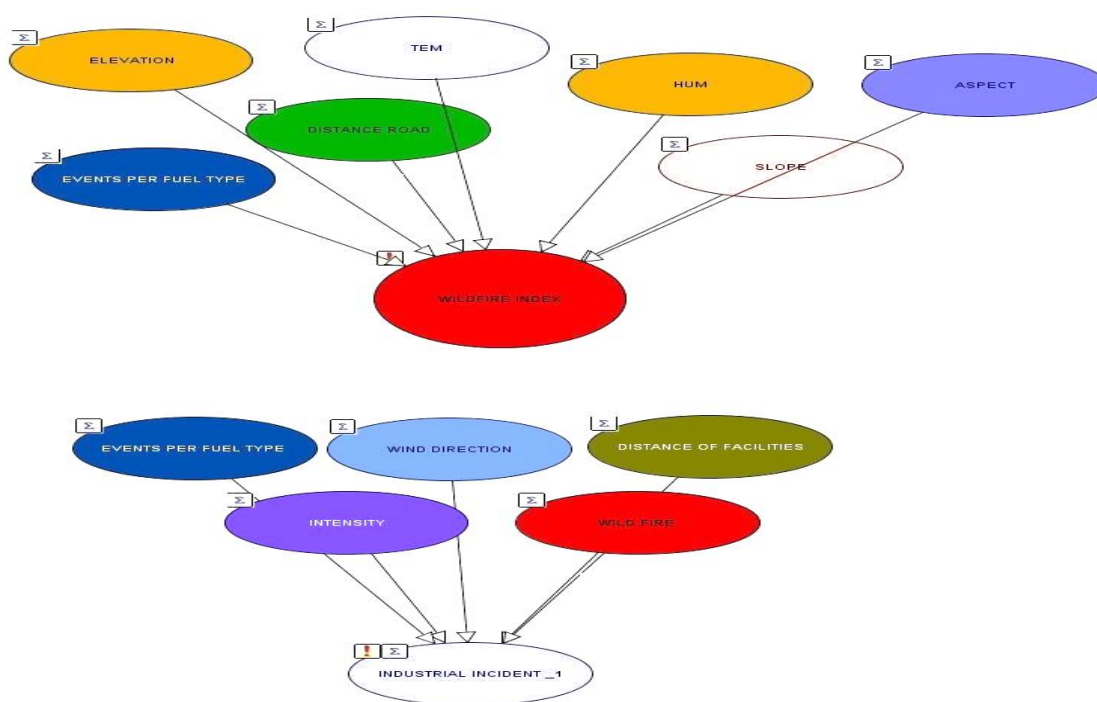 TEM
ELEVATION
HUM
ASPECT
DISTANCE ROAD
SLOPE
EVENTS PER FUEL TYPE
WILDFIRE INDEX
EVENTS PER FUEL TYPE
WIND DIRECTION
DISTANCE OF FACILITIES
INTENSITY
WILD FIRE
INDUSTRIAL INCIDENT _1